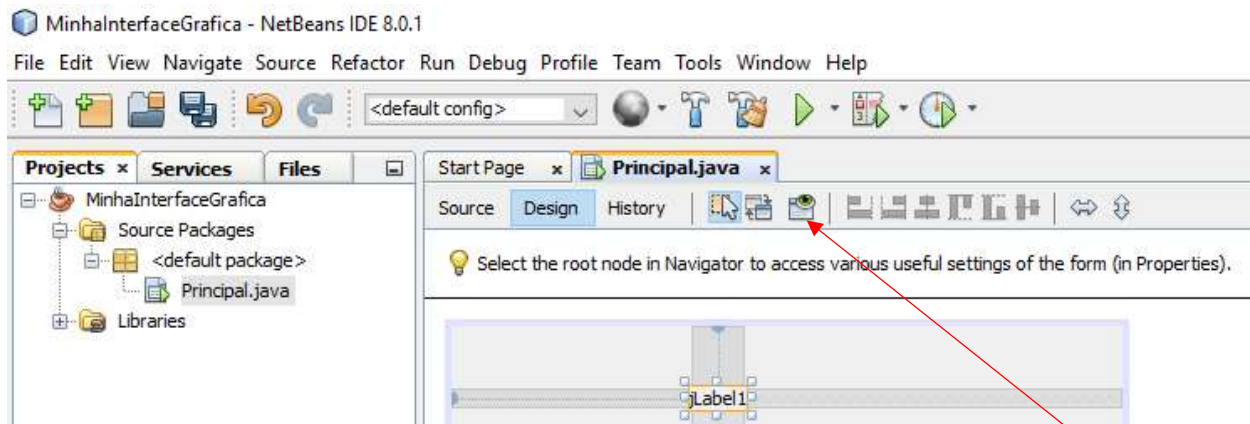 MinhaInterfaceGrafica - NetBeans IDE 8.0.1
File Edit View Navigate Source Refactor Run Debug Profile Team Tools Window Help
<default config>
Projects x Services Files
Start Page x Principal.java x
MinhaInterfaceGrafica
Source Design History
Source Packages
<default package>
Select the root node in Navigator to access various useful settings of the form (in Properties).
Principal.java
Libraries
jLabel1